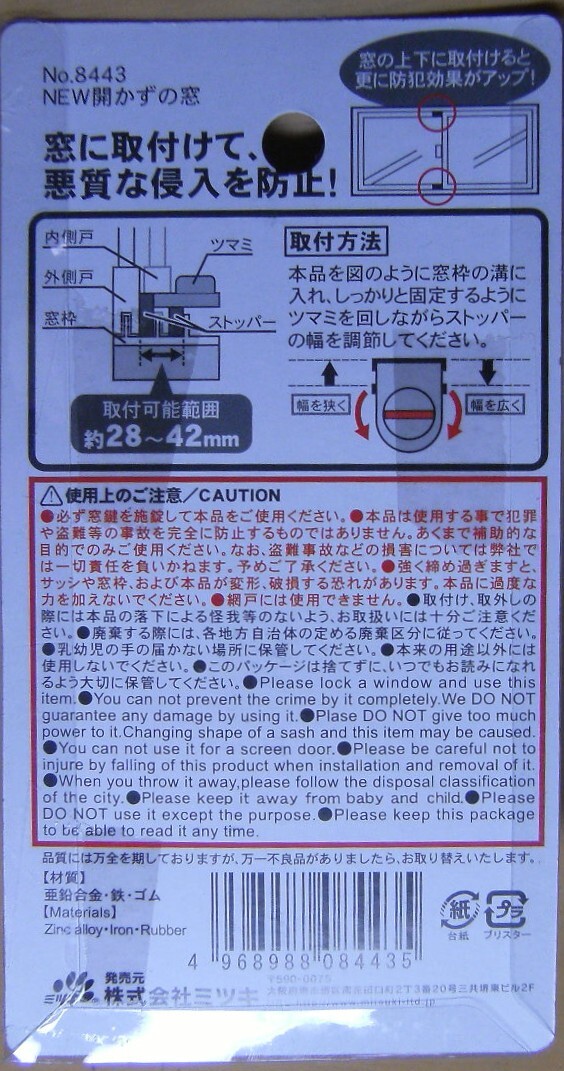 No.8443
NEW開かずの窓
窓の上下に取付けると
更に防犯効果がアップ!
窓に取付けて、
悪質な侵入を防止!
内側戸
外側戸
窓枠
ツマミ
ストッパー
取付可能範囲
約28～42mm
取付方法
本品を図のように窓枠の溝に
入れ、しっかりと固定するように
ツマミを回しながらストッパー
の幅を調節してください。
幅を狭く
幅を広く
⚠使用上のご注意/CAUTION
●必ず窓鍵を施錠して本品をご使用ください。●本品は使用する事で犯罪
や盗難等の事故を完全に防止するものではありません。あくまで補助的な
目的でのみご使用ください。なお、盗難事故などの損害については弊社で
は一切責任を負いかねます。予めご了承ください。●強く締め過ぎますと、
サッシや窓枠、および本品が変形、破損する恐れがあります。本品に過度な
力を加えないでください。●網戸には使用できません。●取付け、取外しの
際には本品の落下による怪我等のないよう、お取扱いには十分ご注意くだ
さい。●廃棄する際には、各地方自治体の定める廃棄区分に従ってください。
●乳幼児の手の届かない場所に保管してください。●本来の用途以外には
使用しないでください。●このパッケージは捨てずに、いつでもお読みになれ
るよう大切に保管してください。●Please lock a window and use this
item.●You can not prevent the crime by it completely.We DO NOT
guarantee any damage by using it.●Plase DO NOT give too much
power to it.Changing shape of a sash and this item may be caused.
●You can not use it for a screen door.●Please be careful not to
injure by falling of this product when installation and removal of it.
●When you throw it away,please follow the disposal classification
of the city.●Please keep it away from baby and child.●Please
DO NOT use it except the purpose.●Please keep this package
to be able to read it any time.
品質には万全を期しておりますが、万一不良品がありましたら、お取り替えいたします。
【材質】
亜鉛合金・鉄・ゴム
【Materials】
Zinc alloy・Iron・Rubber
4 968988 084435
紙
台紙
プラ
ブリスター
ミツキ
発売元
株式会社ミツキ
〒590-0075
http://www.mitsuki-ltd.jp